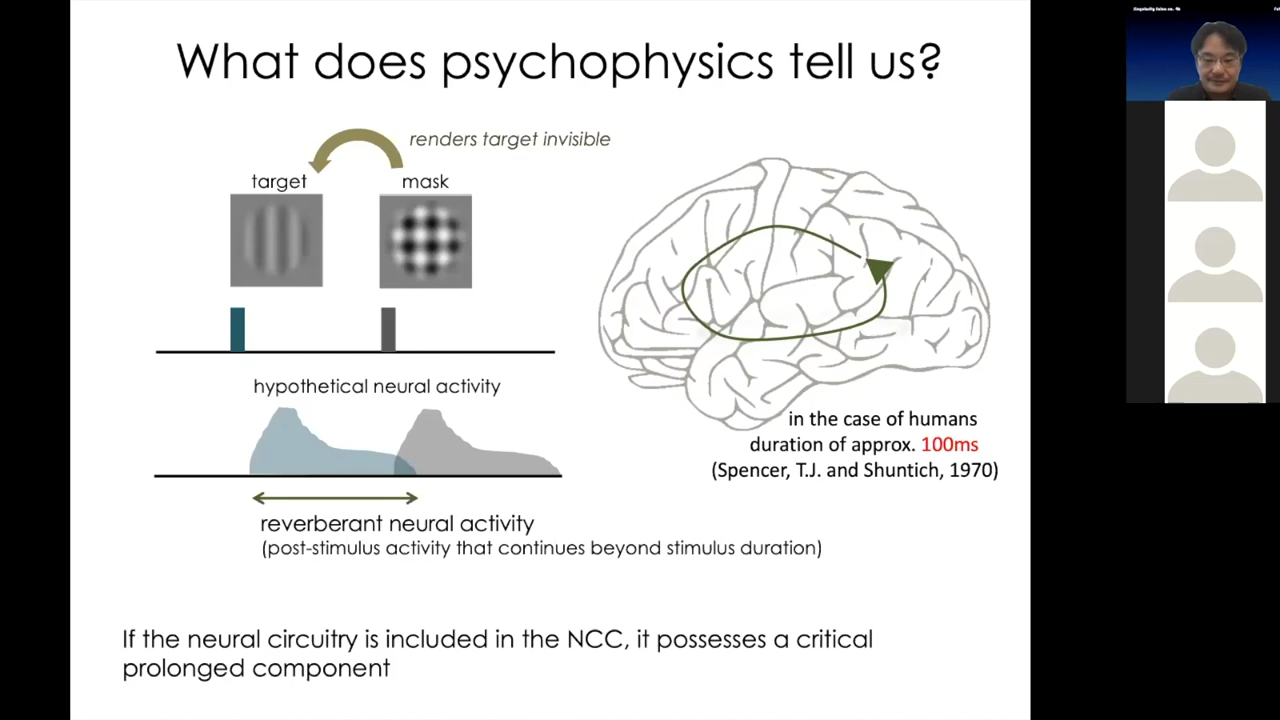 What does psychophysics tell us?
renders target invisible
target
mask
hypothetical neural activity
in the case of humans
duration of approx. 100ms
(Spencer, T.J. and Shuntich, 1970)
reverberant neural activity
(post-stimulus activity that continues beyond stimulus duration)
If the neural circuitry is included in the NCC, it possesses a critical
prolonged component